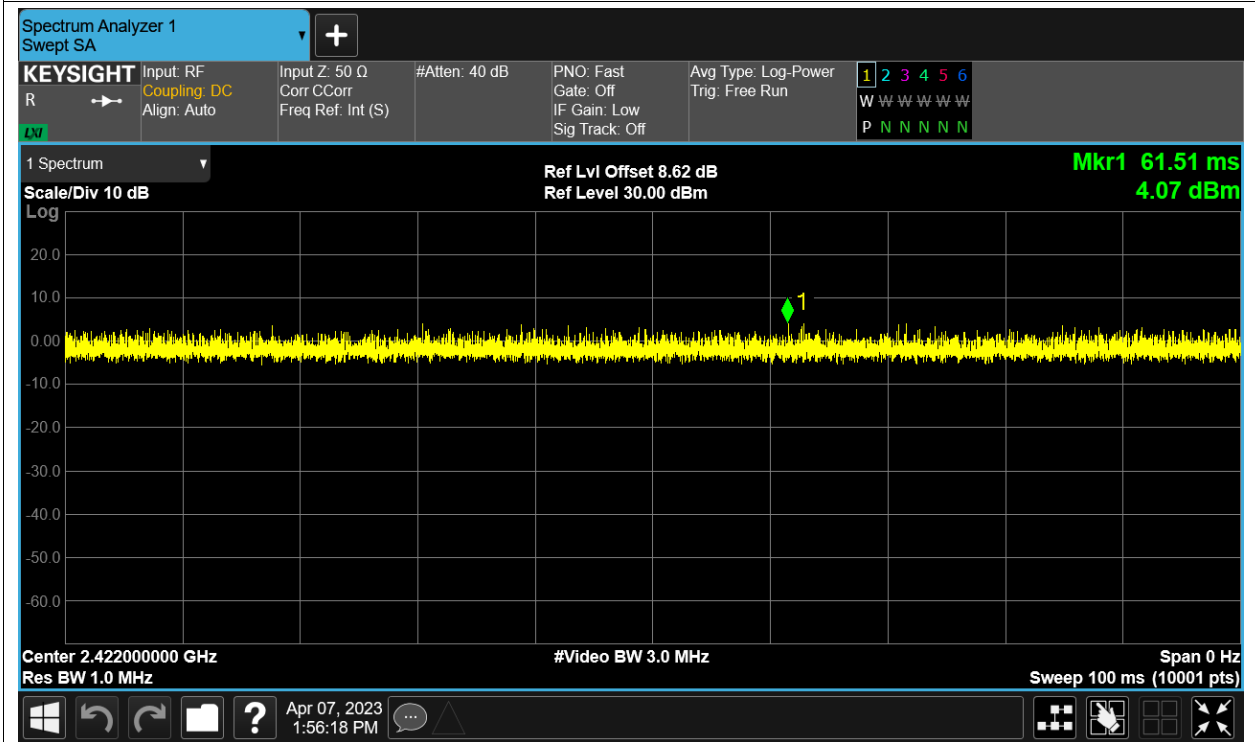 Spectrum Analyzer 1
Swept SA
KEYSIGHT
R
LXI
Input: RF
Coupling: DC
Align: Auto
Input Z: 50 Ω
Corr CCorr
Freq Ref: Int (S)
#Atten: 40 dB
PNO: Fast
Gate: Off
IF Gain: Low
Sig Track: Off
Avg Type: Log-Power
Trig: Free Run
1 2 3 4 5 6
W W W W W W
P N N N N N
1 Spectrum
Scale/Div 10 dB
Log
Ref Lvl Offset 8.62 dB
Ref Level 30.00 dBm
Mkr1 61.51 ms
4.07 dBm
20.0
10.0
1
0.00
-10.0
-20.0
-30.0
-40.0
-50.0
-60.0
Center 2.422000000 GHz
#Video BW 3.0 MHz
Span 0 Hz
Res BW 1.0 MHz
Sweep 100 ms (10001 pts)
?
Apr 07, 2023
1:56:18 PM